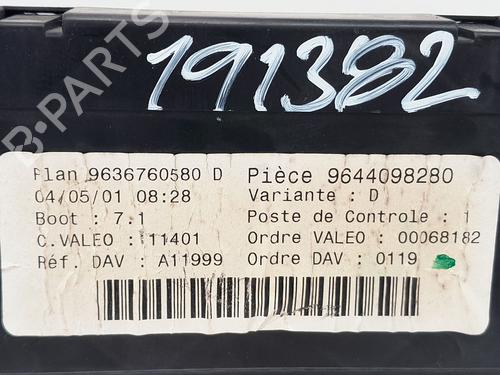 191382
B-PARTS
Plan 9636760580 D Pièce 9644098280
04/05/01 08:28 Variante : D
Boot : 7.1 Poste de Controle : 1
C.VALEO : 11401 Ordre VALEO : 00068182
Réf. DAV : A11999 Ordre DAV : 0119